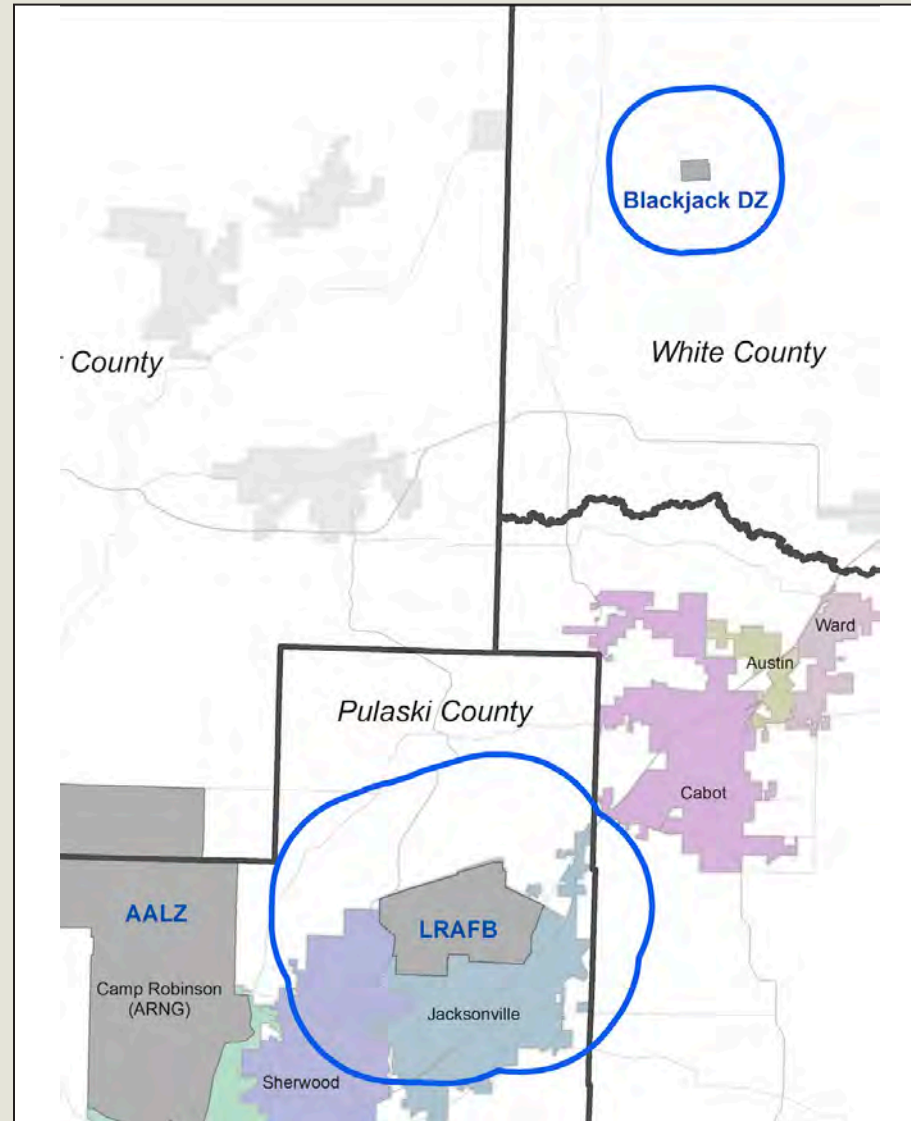 Blackjack DZ
County
White County
Ward
Austin
Pulaski County
Cabot
AALZ
LRAFB
Camp Robinson
(ARNG)
Jacksonville
Sherwood